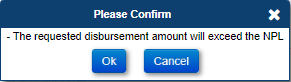 Please Confirm
- The requested disbursement amount will exceed the NPL
Ok
Cancel